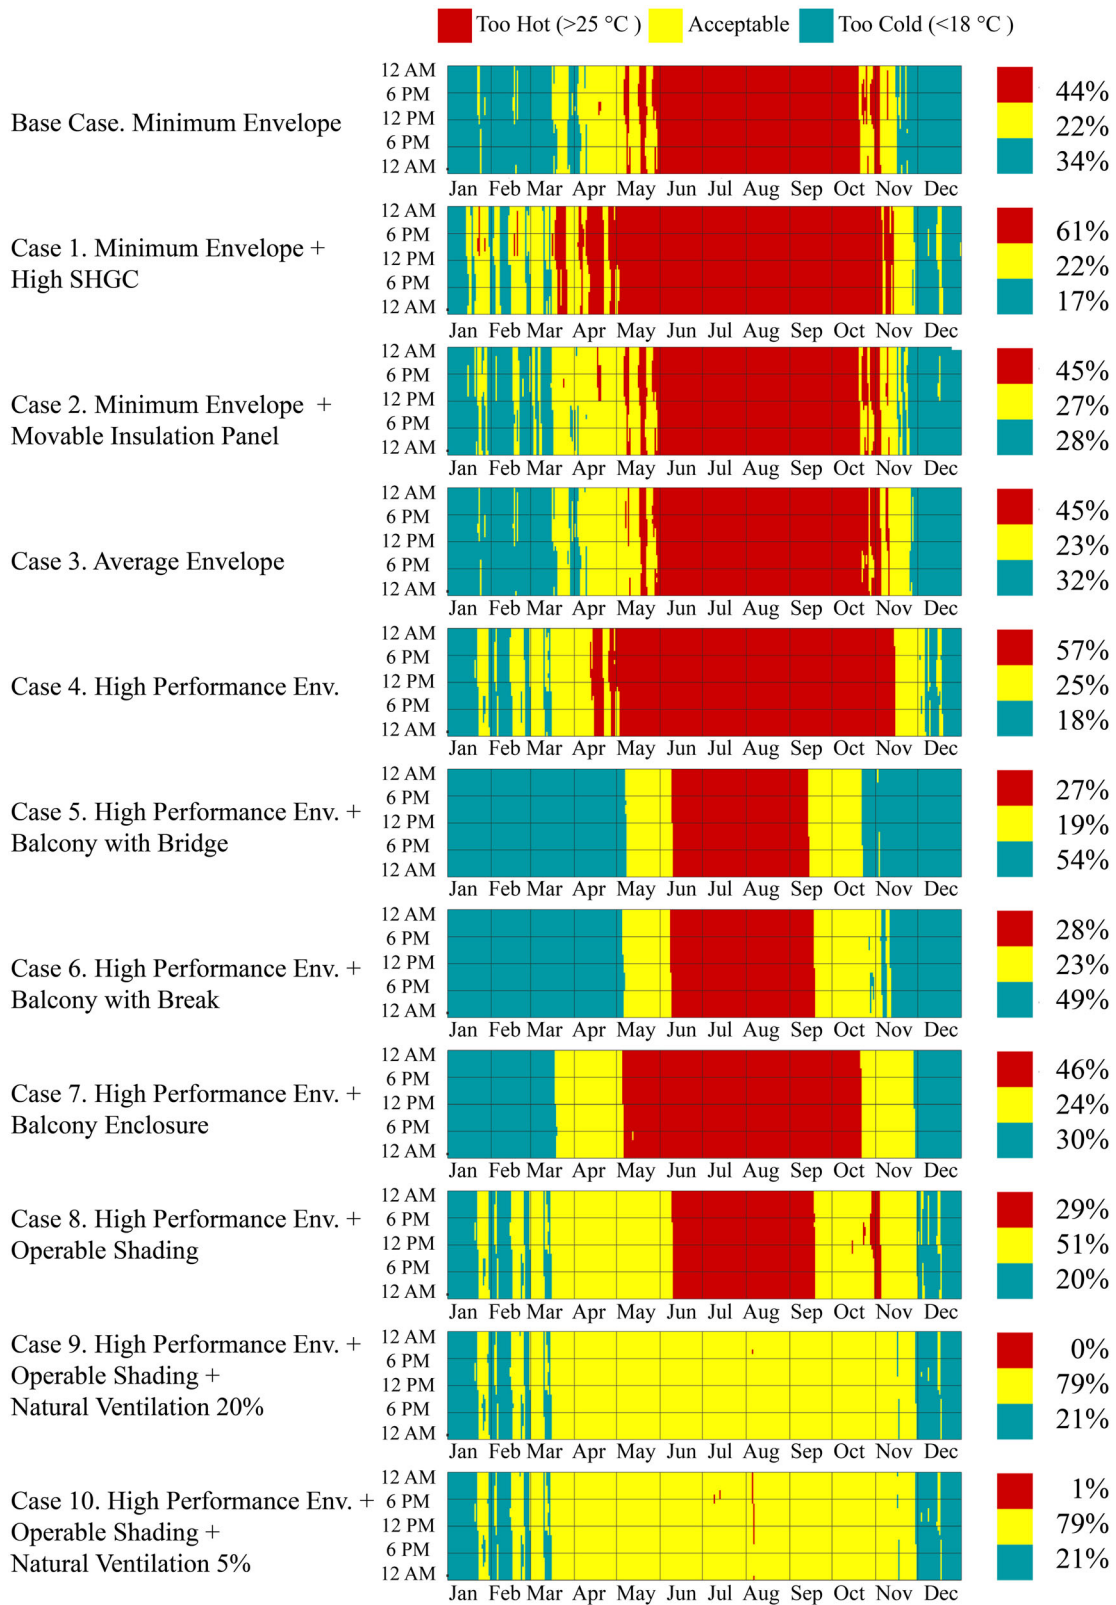 Too Hot (>25 °C ) Acceptable Too Cold (<18 °C )
Base Case. Minimum Envelope
12 AM
6 PM
12 PM
6 PM
12 AM
Jan Feb Mar Apr May Jun Jul Aug Sep Oct Nov Dec
44%
22%
34%
Case 1. Minimum Envelope +
High SHGC
12 AM
6 PM
12 PM
6 PM
12 AM
Jan Feb Mar Apr May Jun Jul Aug Sep Oct Nov Dec
61%
22%
17%
Case 2. Minimum Envelope +
Movable Insulation Panel
12 AM
6 PM
12 PM
6 PM
12 AM
Jan Feb Mar Apr May Jun Jul Aug Sep Oct Nov Dec
45%
27%
28%
Case 3. Average Envelope
12 AM
6 PM
12 PM
6 PM
12 AM
Jan Feb Mar Apr May Jun Jul Aug Sep Oct Nov Dec
45%
23%
32%
Case 4. High Performance Env.
12 AM
6 PM
12 PM
6 PM
12 AM
Jan Feb Mar Apr May Jun Jul Aug Sep Oct Nov Dec
57%
25%
18%
Case 5. High Performance Env. +
Balcony with Bridge
12 AM
6 PM
12 PM
6 PM
12 AM
Jan Feb Mar Apr May Jun Jul Aug Sep Oct Nov Dec
27%
19%
54%
Case 6. High Performance Env. +
Balcony with Break
12 AM
6 PM
12 PM
6 PM
12 AM
Jan Feb Mar Apr May Jun Jul Aug Sep Oct Nov Dec
28%
23%
49%
Case 7. High Performance Env. +
Balcony Enclosure
12 AM
6 PM
12 PM
6 PM
12 AM
Jan Feb Mar Apr May Jun Jul Aug Sep Oct Nov Dec
46%
24%
30%
Case 8. High Performance Env. +
Operable Shading
12 AM
6 PM
12 PM
6 PM
12 AM
Jan Feb Mar Apr May Jun Jul Aug Sep Oct Nov Dec
29%
51%
20%
Case 9. High Performance Env. +
Operable Shading +
Natural Ventilation 20%
12 AM
6 PM
12 PM
6 PM
12 AM
Jan Feb Mar Apr May Jun Jul Aug Sep Oct Nov Dec
0%
79%
21%
Case 10. High Performance Env. +
Operable Shading +
Natural Ventilation 5%
12 AM
6 PM
12 PM
6 PM
12 AM
Jan Feb Mar Apr May Jun Jul Aug Sep Oct Nov Dec
1%
79%
21%